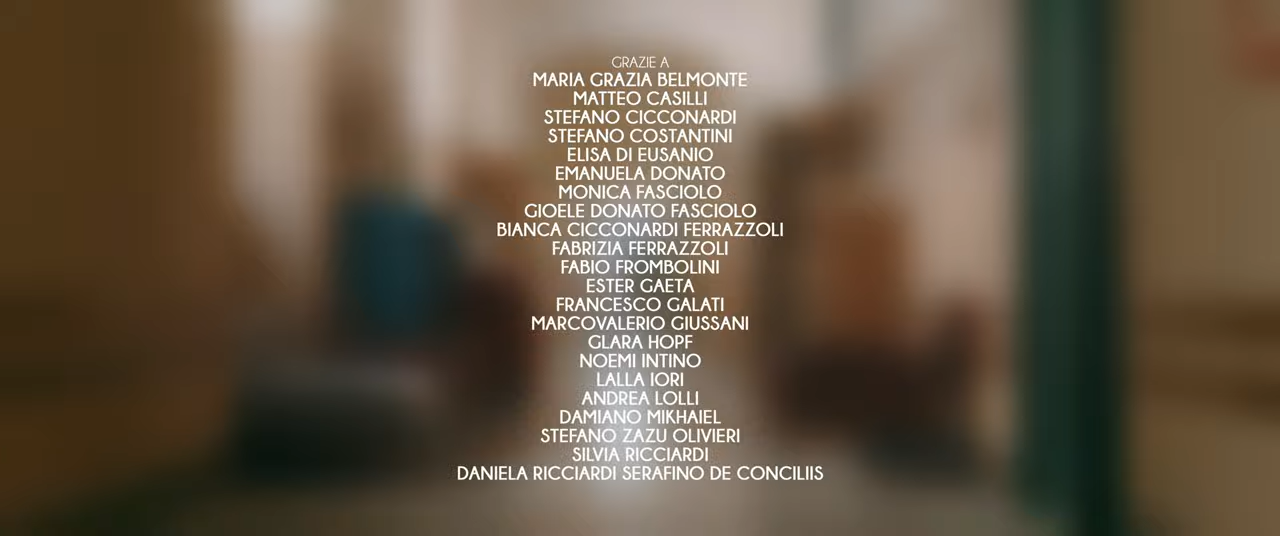 GRAZIE A
MARIA GRAZIA BELMONTE
MATTEO CASILLI
STEFANO CICCONARDI
STEFANO COSTANTINI
ELISA DI EUSANIO
EMANUELA DONATO
MONICA FASCIOLO
GIOELE DONATO FASCIOLO
BIANCA CICCONARDI FERRAZZOLI
FABRIZIA FERRAZZOLI
FABIO FROMBOLINI
ESTER GAETA
FRANCESCO GALATI
MARCOVALERIO GIUSSANI
CLARA HOPF
NOEMI INTINO
LALLA IORI
ANDREA LOLLI
DAMIANO MIKHAIEL
STEFANO ZAZU OLIVIERI
SILVIA RICCIARDI
DANIELA RICCIARDI SERAFINO DE CONCILIIS